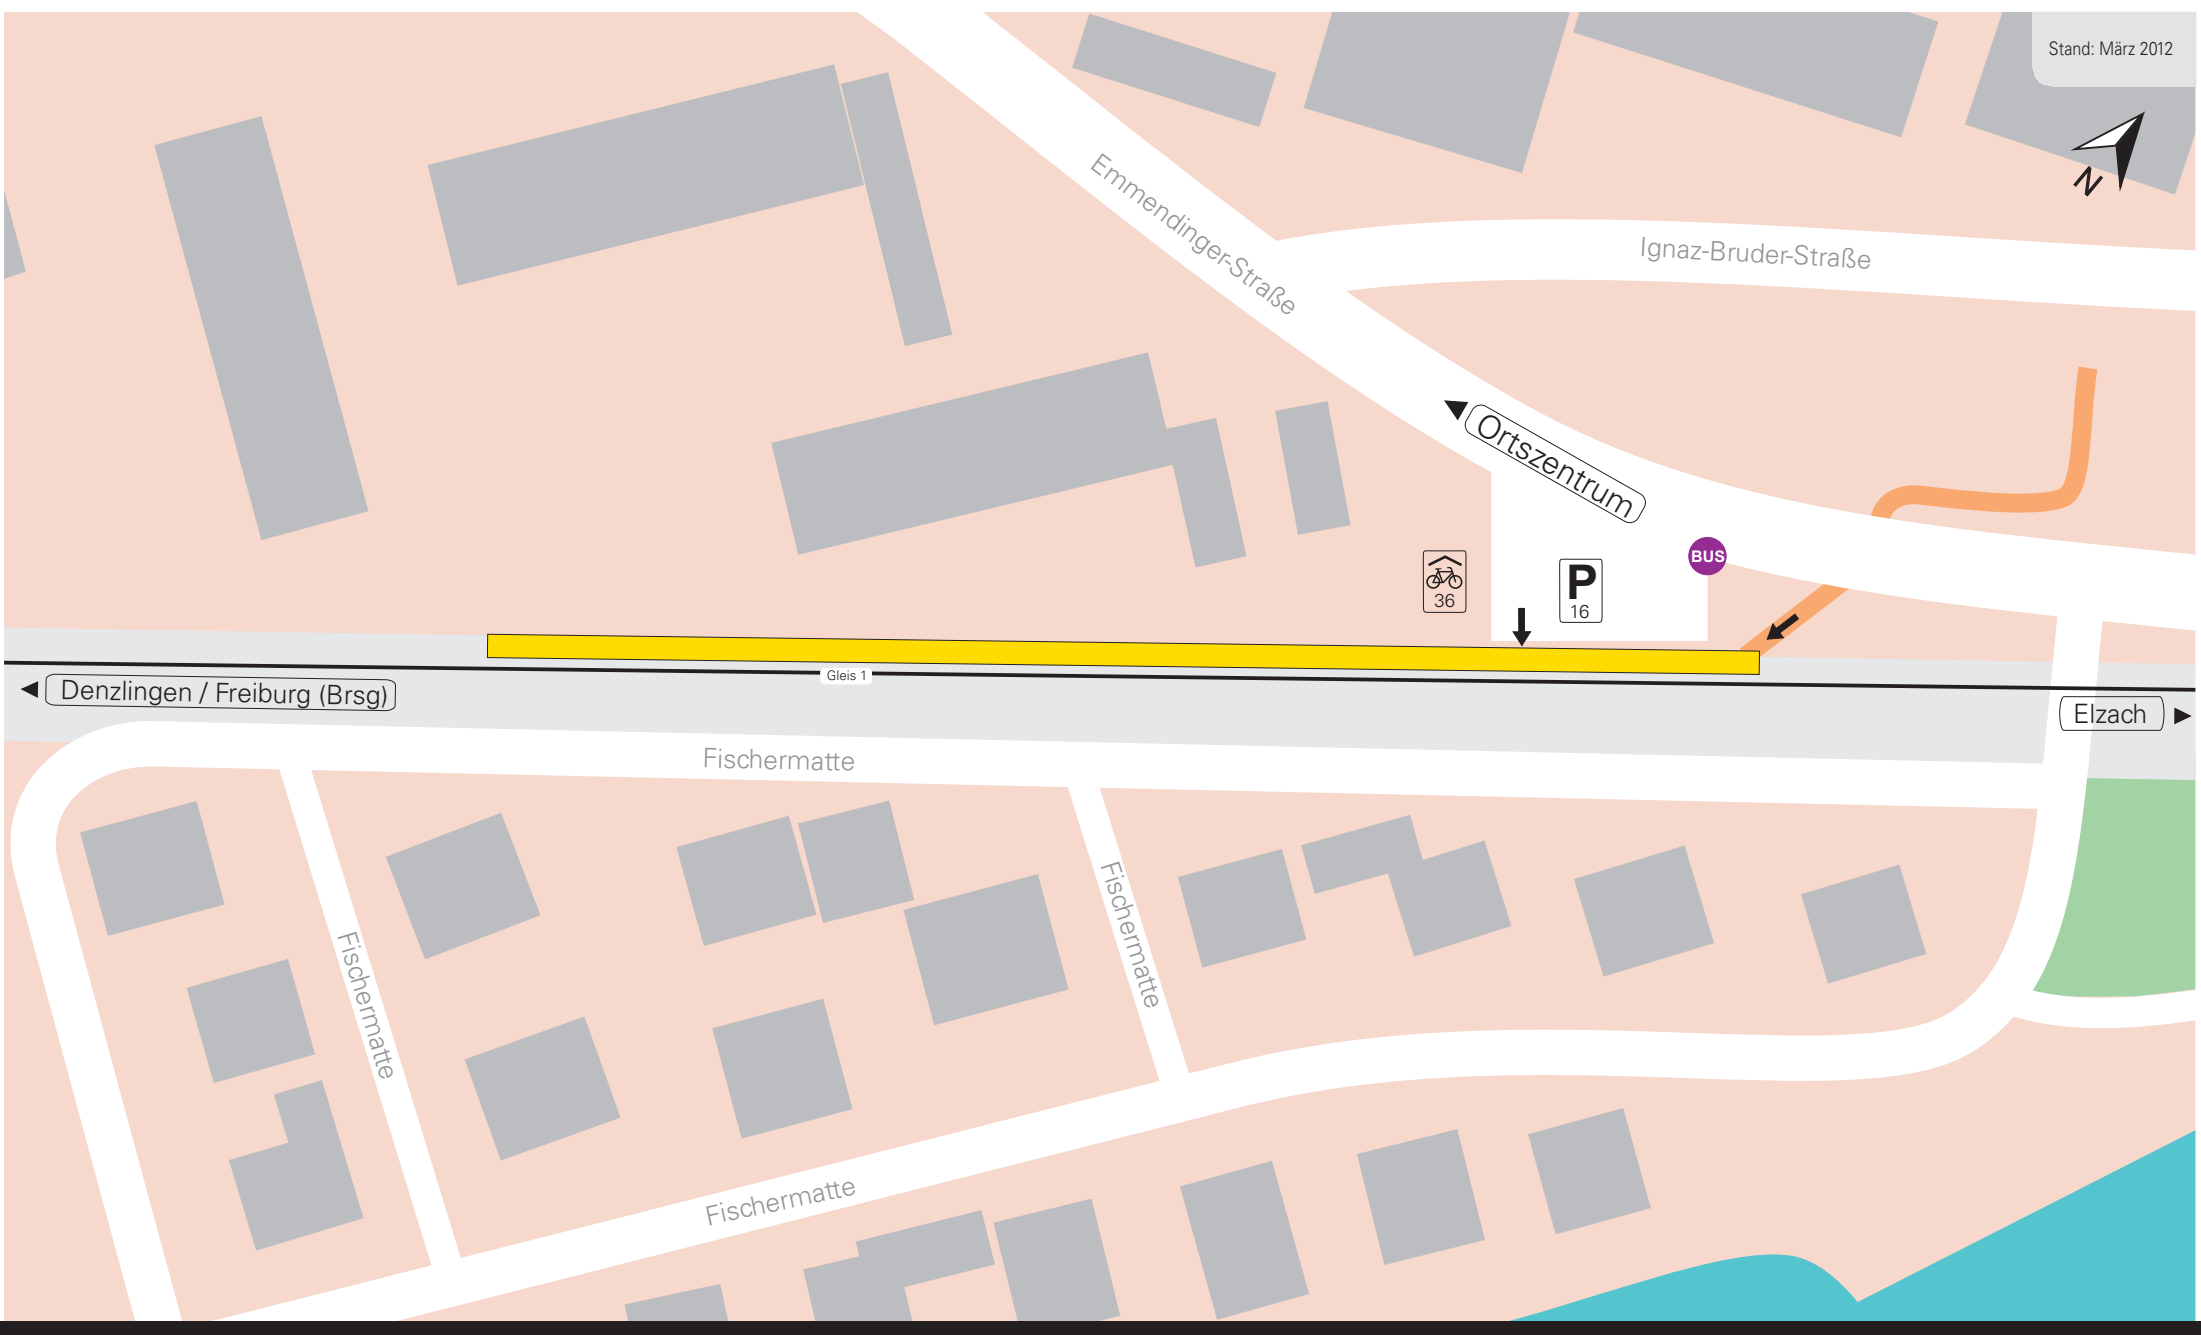 Stand: März 2012
N
Emmendinger-Straße
Ignaz-Bruder-Straße
Ortszentrum
BUS
36
P
16
Gleis 1
Denzlingen / Freiburg (Brsg)
Elzach
Fischermatte
Fischermatte
Fischermatte
Fischermatte